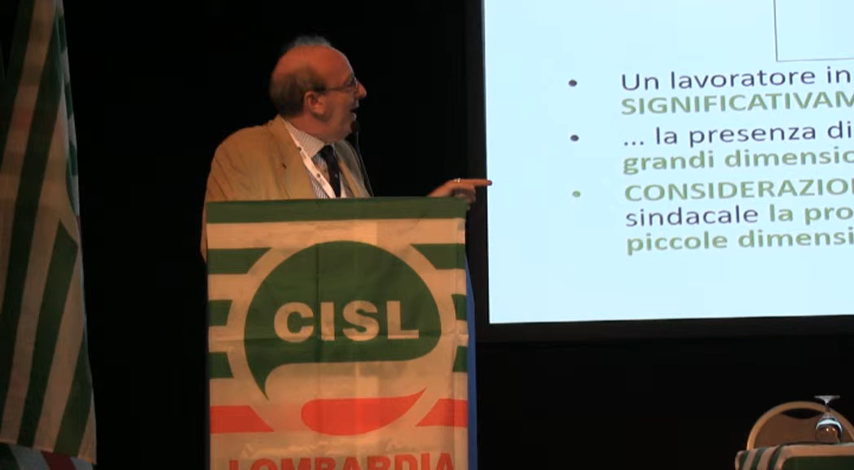 Un lavoratore in
SIGNIFICATIVAM
... la presenza di
grandi dimensio
CONSIDERAZIO
sindacale la pro
piccole dimensi
CISL
LOMBARDIA